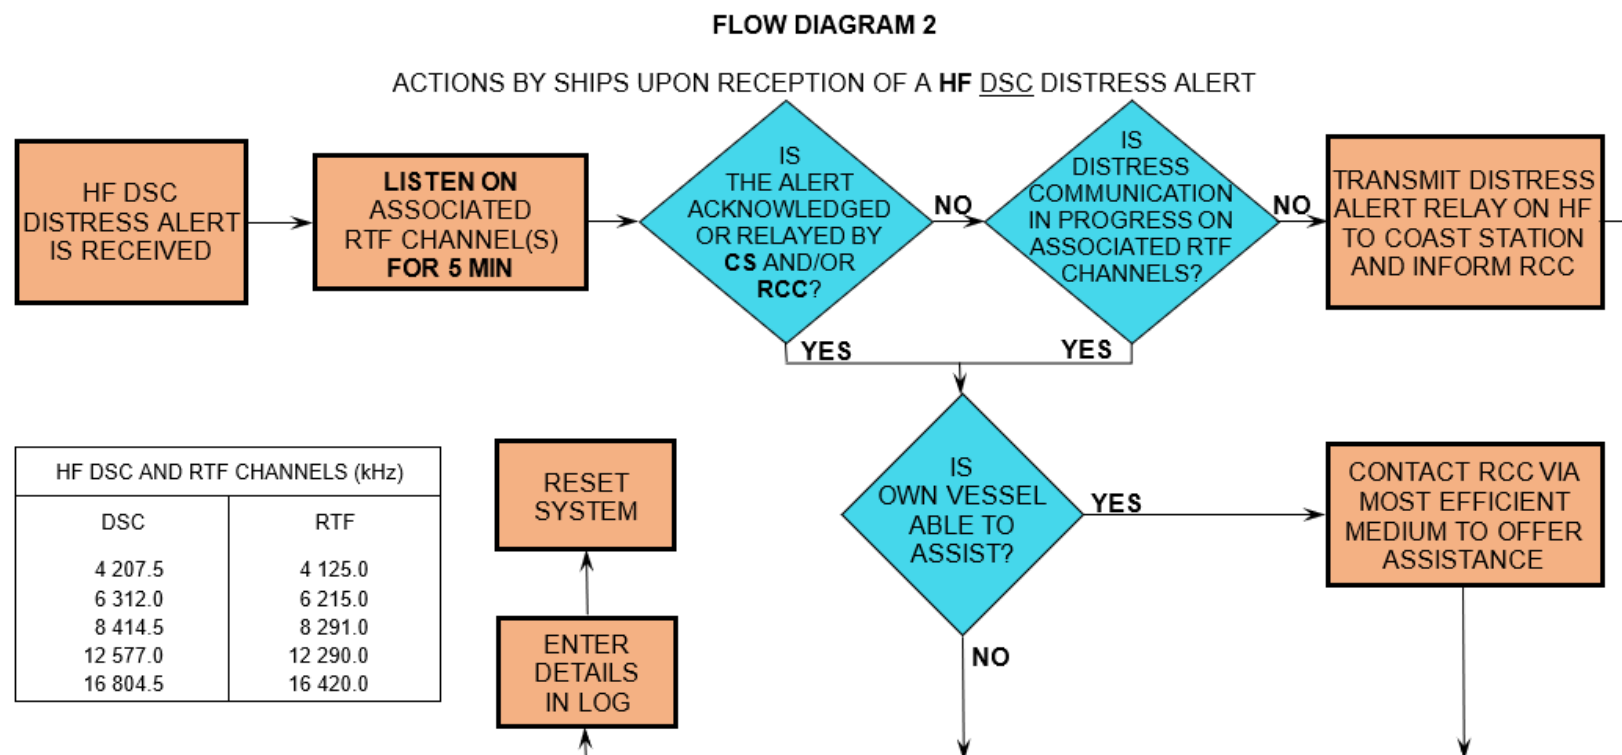 FLOW DIAGRAM 2
ACTIONS BY SHIPS UPON RECEPTION OF A HF DSC DISTRESS ALERT
HF DSC
DISTRESS ALERT
IS RECEIVED
LISTEN ON
ASSOCIATED
RTF CHANNEL(S)
FOR 5 MIN
IS
THE ALERT
ACKNOWLEDGED
OR RELAYED BY
CS AND/OR
RCC?
NO
YES
IS
DISTRESS
COMMUNICATION
IN PROGRESS ON
ASSOCIATED RTF
CHANNELS?
NO
YES
TRANSMIT DISTRESS
ALERT RELAY ON HF
TO COAST STATION
AND INFORM RCC
HF DSC AND RTF CHANNELS (kHz)
DSC RTF
4 207.5 4 125.0
6 312.0 6 215.0
8 414.5 8 291.0
12 577.0 12 290.0
16 804.5 16 420.0
RESET
SYSTEM
ENTER
DETAILS
IN LOG
IS
OWN VESSEL
ABLE TO
ASSIST?
YES
NO
CONTACT RCC VIA
MOST EFFICIENT
MEDIUM TO OFFER
ASSISTANCE